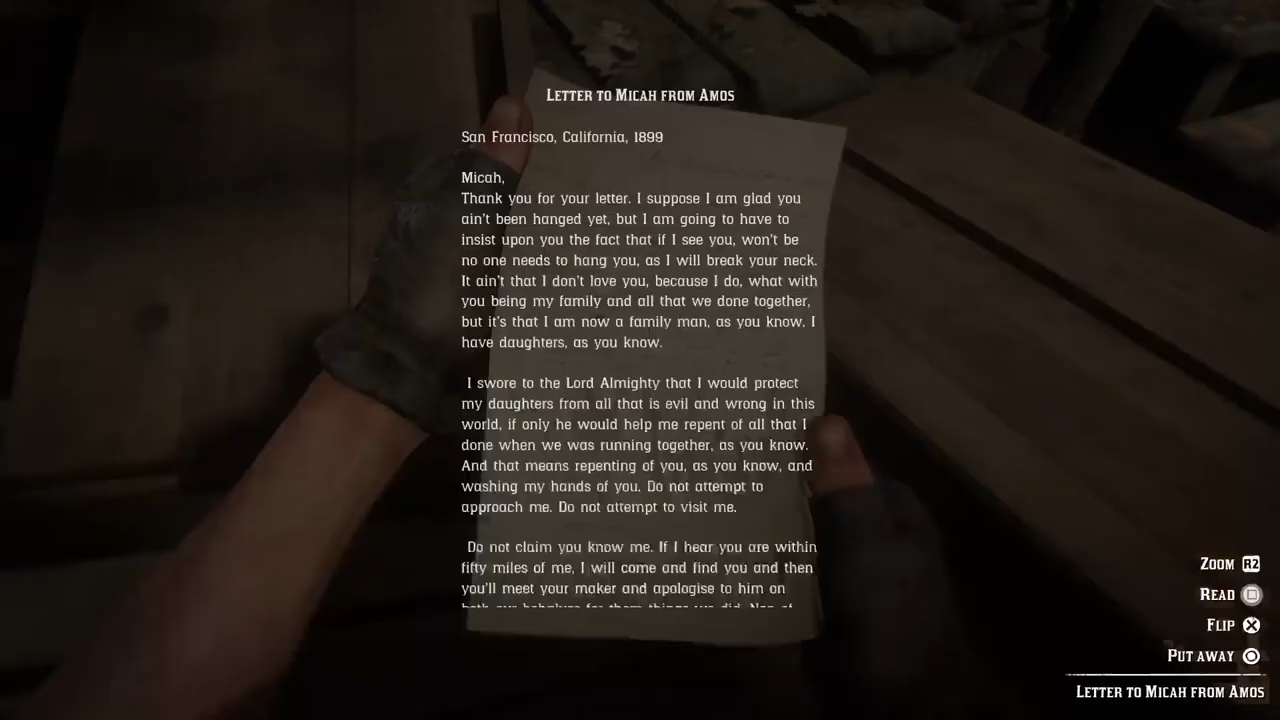 LETTER TO MICAH FROM AMOS
San Francisco, California, 1899
Micah,
Thank you for your letter. I suppose I am glad you
ain't been hanged yet, but I am going to have to
insist upon you the fact that if I see you, won't be
no one needs to hang you, as I will break your neck.
It ain't that I don't love you, because I do, what with
you being my family and all that we done together,
but it's that I am now a family man, as you know. I
have daughters, as you know.
I swore to the Lord Almighty that I would protect
my daughters from all that is evil and wrong in this
world, if only he would help me repent of all that I
done when we was running together, as you know.
And that means repenting of you, as you know, and
washing my hands of you. Do not attempt to
approach me. Do not attempt to visit me.
Do not claim you know me. If I hear you are within
fifty miles of me, I will come and find you and then
you'll meet your maker and apologise to him on
ZOOM R2
READ
FLIP
PUT AWAY
LETTER TO MICAH FROM AMOS